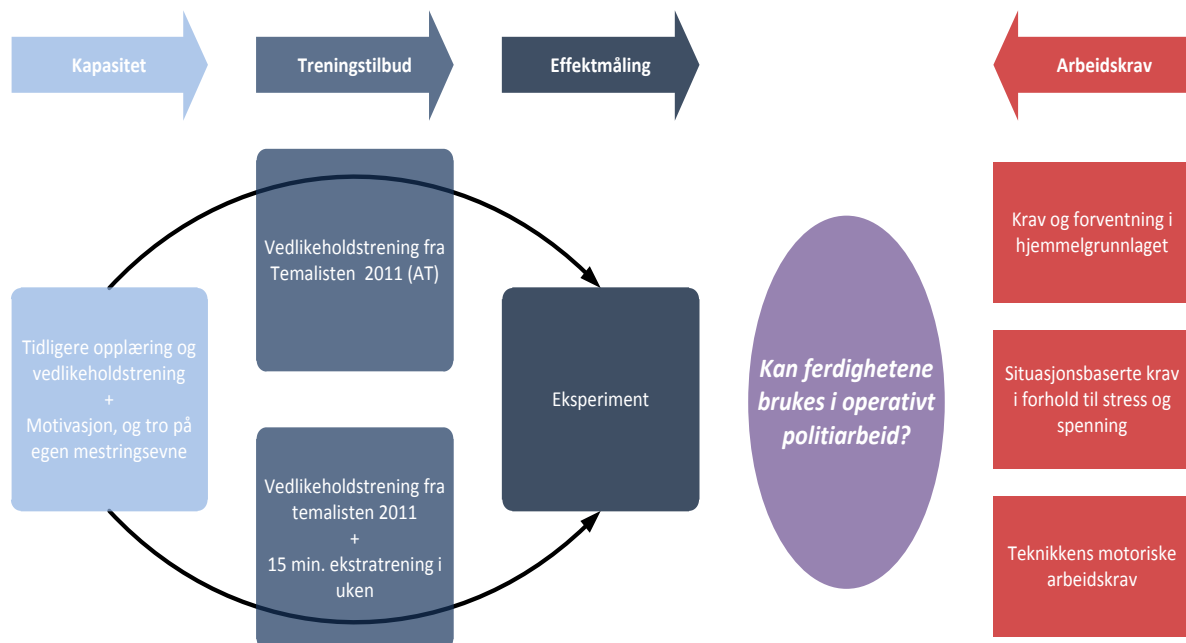 Kapasitet
Treningstilbud
Effektmåling
Arbeidskrav
Tidligere opplæring og
vedlikeholdstrening
+
Motivasjon, og tro på
egen mestringsevne
Vedlikeholdstrening fra
Temalisten  2011 (AT)
Vedlikeholdstrening fra
temalisten 2011
+
15 min. ekstratrening i
uken
Eksperiment
Kan ferdighetene
brukes i operativt
politiarbeid?
Krav og forventning i
hjemmelgrunnlaget
Situasjonsbaserte krav
i forhold til stress og
spenning
Teknikkens motoriske
arbeidskrav